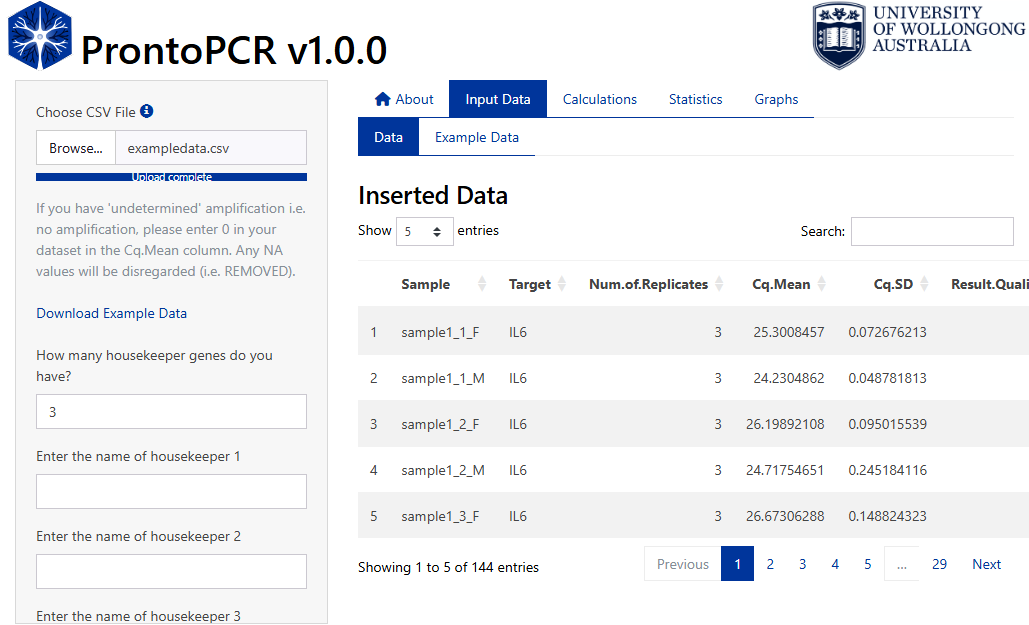 ProntoPCR v1.0.0
UNIVERSITY
OF WOLLONGONG
AUSTRALIA
Choose CSV File
Browse... exampledata.csv
Upload complete
If you have 'undetermined' amplification i.e.
no amplification, please enter 0 in your
dataset in the Cq.Mean column. Any NA
values will be disregarded (i.e. REMOVED).
Download Example Data
How many housekeeper genes do you
have?
3
Enter the name of housekeeper 1
Enter the name of housekeeper 2
Enter the name of housekeeper 3
About Input Data Calculations Statistics Graphs
Data Example Data
Inserted Data
Show 5 entries Search:
Sample Target Num.of.Replicates Cq.Mean Cq.SD Result.Quali
1 sample1_1_F IL6 3 25.3008457 0.072676213
2 sample1_1_M IL6 3 24.2304862 0.048781813
3 sample1_2_F IL6 3 26.19892108 0.095015539
4 sample1_2_M IL6 3 24.71754651 0.245184116
5 sample1_3_F IL6 3 26.67306288 0.148824323
Showing 1 to 5 of 144 entries Previous 1 2 3 4 5 ... 29 Next